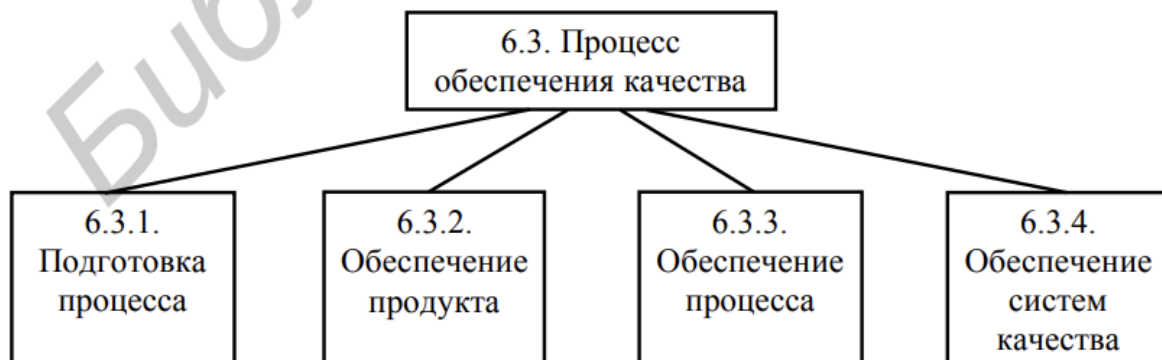 Биб
6.3. Процесс
обеспечения качества
6.3.1.
Подготовка
процесса
6.3.2.
Обеспечение
продукта
6.3.3.
Обеспечение
процесса
6.3.4.
Обеспечение
систем
качества